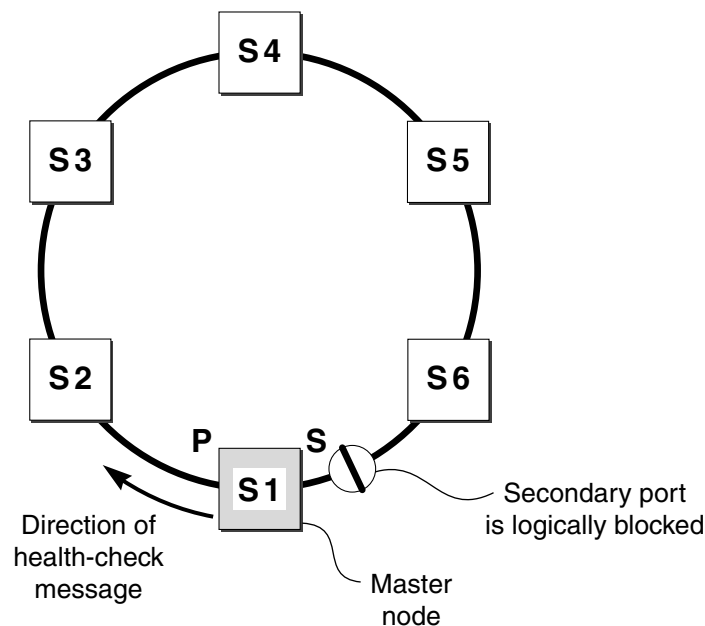 S4
S3
S5
S2
S6
P
S
S1
Secondary port
is logically blocked
Direction of
health-check
message
Master
node